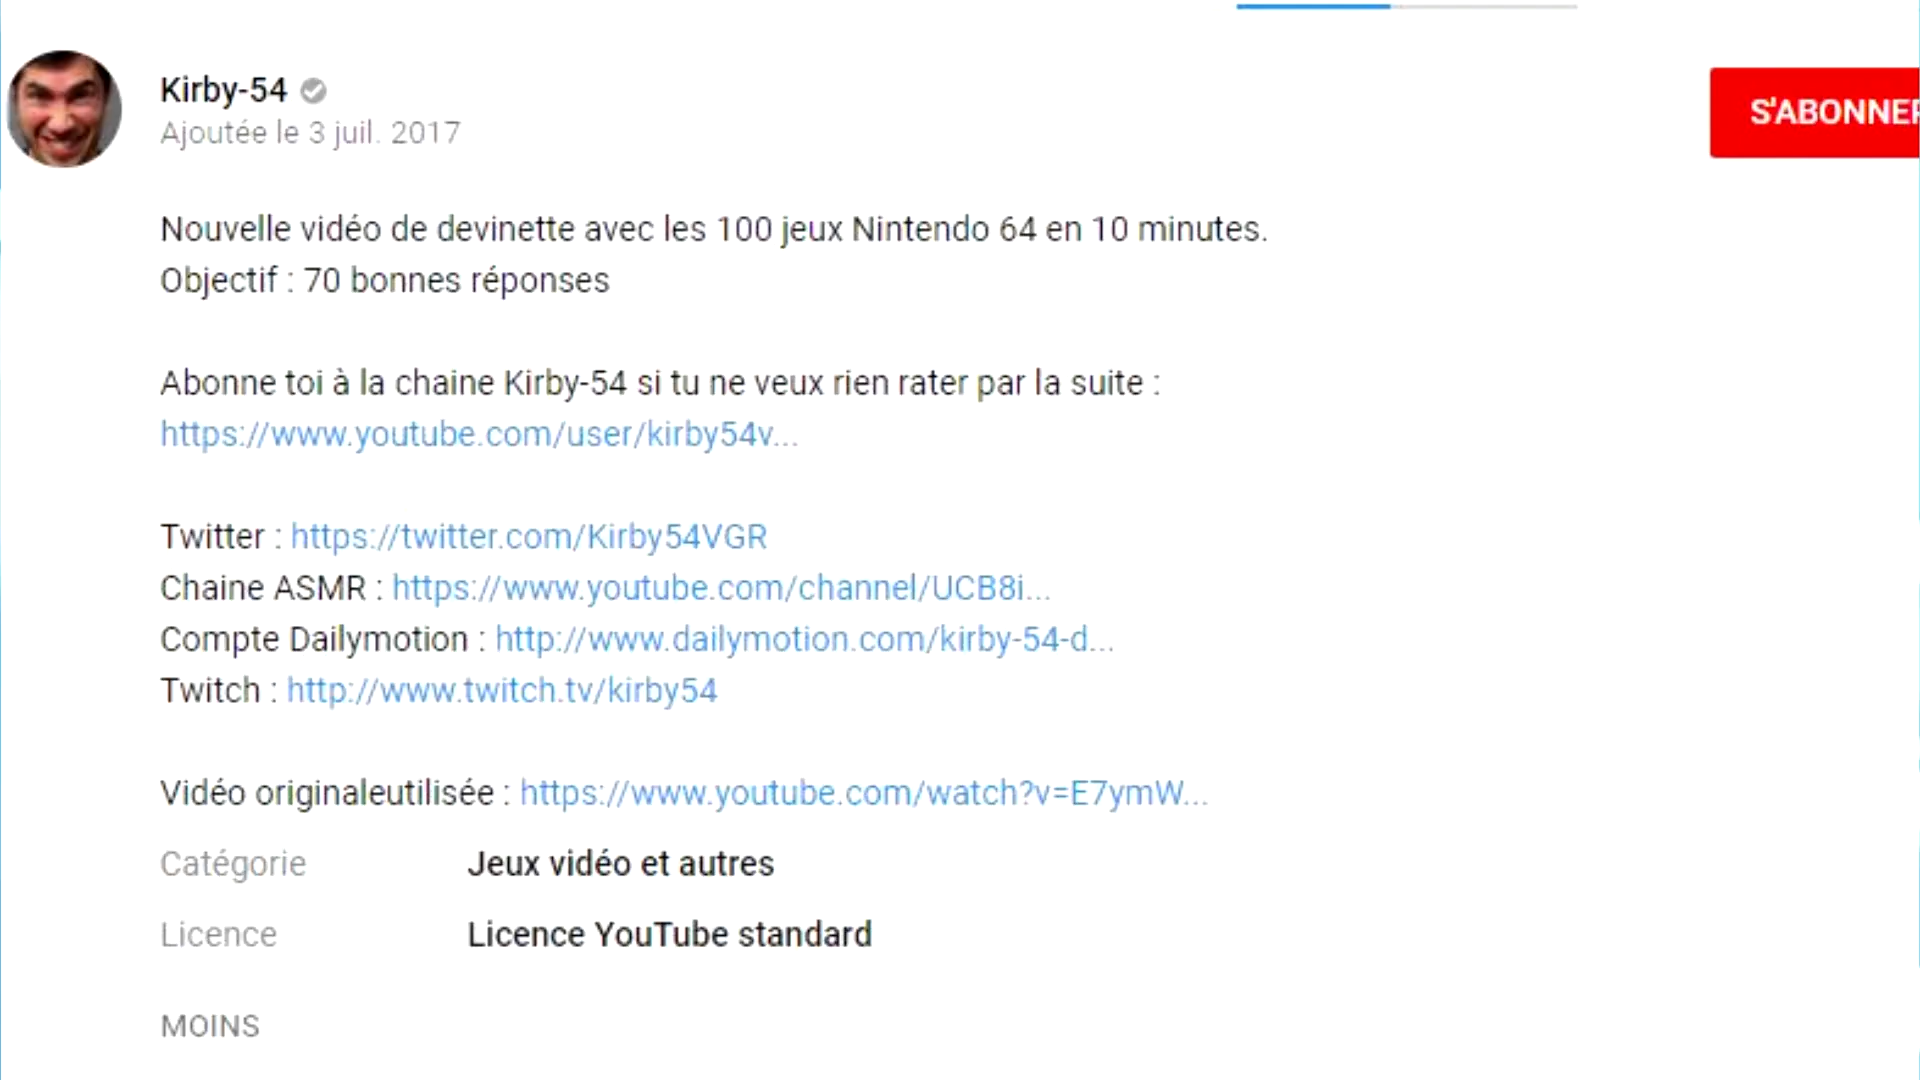 Kirby-54
Ajoutée le 3 juil. 2017
S'ABONNER
Nouvelle vidéo de devinette avec les 100 jeux Nintendo 64 en 10 minutes.
Objectif : 70 bonnes réponses
Abonne toi à la chaine Kirby-54 si tu ne veux rien rater par la suite :
https://www.youtube.com/user/kirby54v...
Twitter : https://twitter.com/Kirby54VGR
Chaine ASMR : https://www.youtube.com/channel/UCB8i...
Compte Dailymotion : http://www.dailymotion.com/kirby-54-d...
Twitch : http://www.twitch.tv/kirby54
Vidéo originaleutilisée : https://www.youtube.com/watch?v=E7ymW...
Catégorie Jeux vidéo et autres
Licence Licence YouTube standard
MOINS